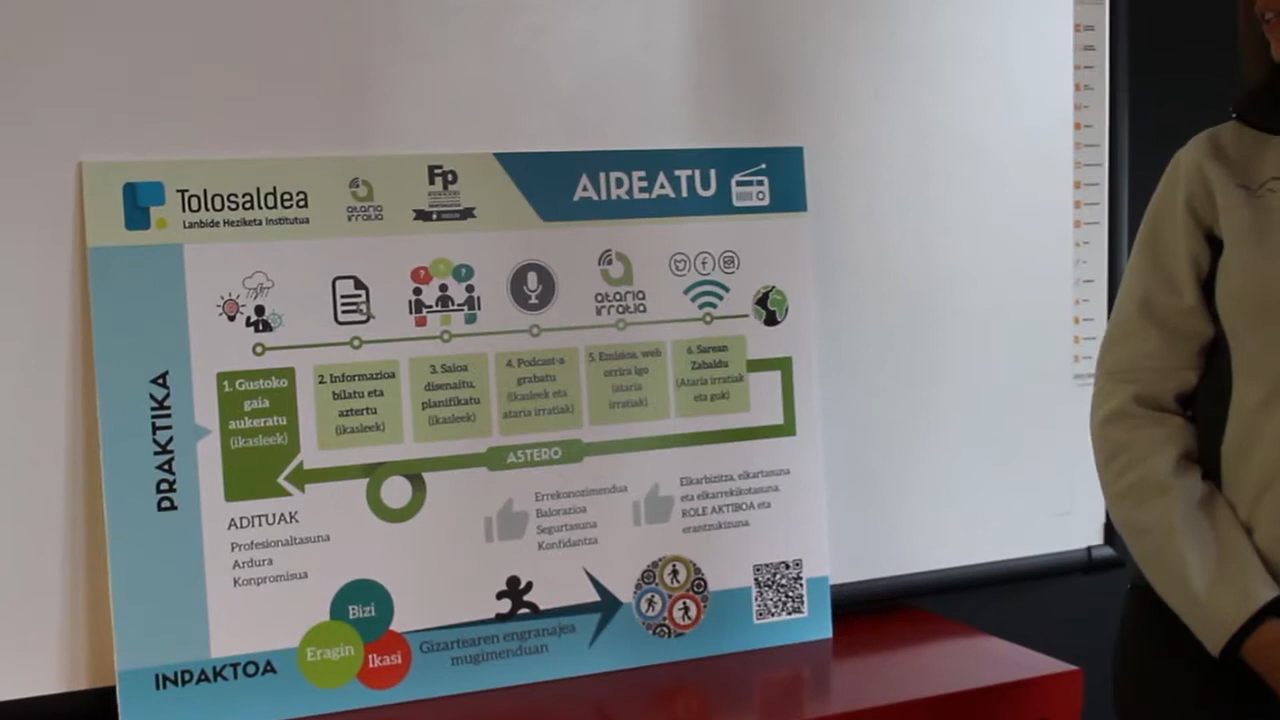 Tolosaldea
Lanbide Heziketa Institutua
ataria
irratia
Fp
AIREATU
PRAKTIKA
ataria
irratia
1. Gustoko
gaia
aukeratu
(ikasleek)
2. Informazioa
bilatu eta
aztertu
(ikasleek)
3. Saioa
disenaitu,
planifikatu
(ikasleek)
4. Podcast-a
grabatu
(ikasleek eta
ataria irratiak)
5. Emisioa, web
orrira igo
(ataria
irratiak)
6. Sarean
Zabaldu
(Ataria irratiak
eta guk)
ASTERO
ADITUAK
Profesionaltasuna
Ardura
Konpromisua
Errekonozimendua
Balorazioa
Segurtasuna
Konfidantza
Elkarbizitza, elkartasuna
eta elkarrekikotasuna.
ROLE AKTIBOA eta
erantzukizuna.
INPAKTOA
Bizi
Eragin
Ikasi
Gizartearen engranajea
mugimenduan